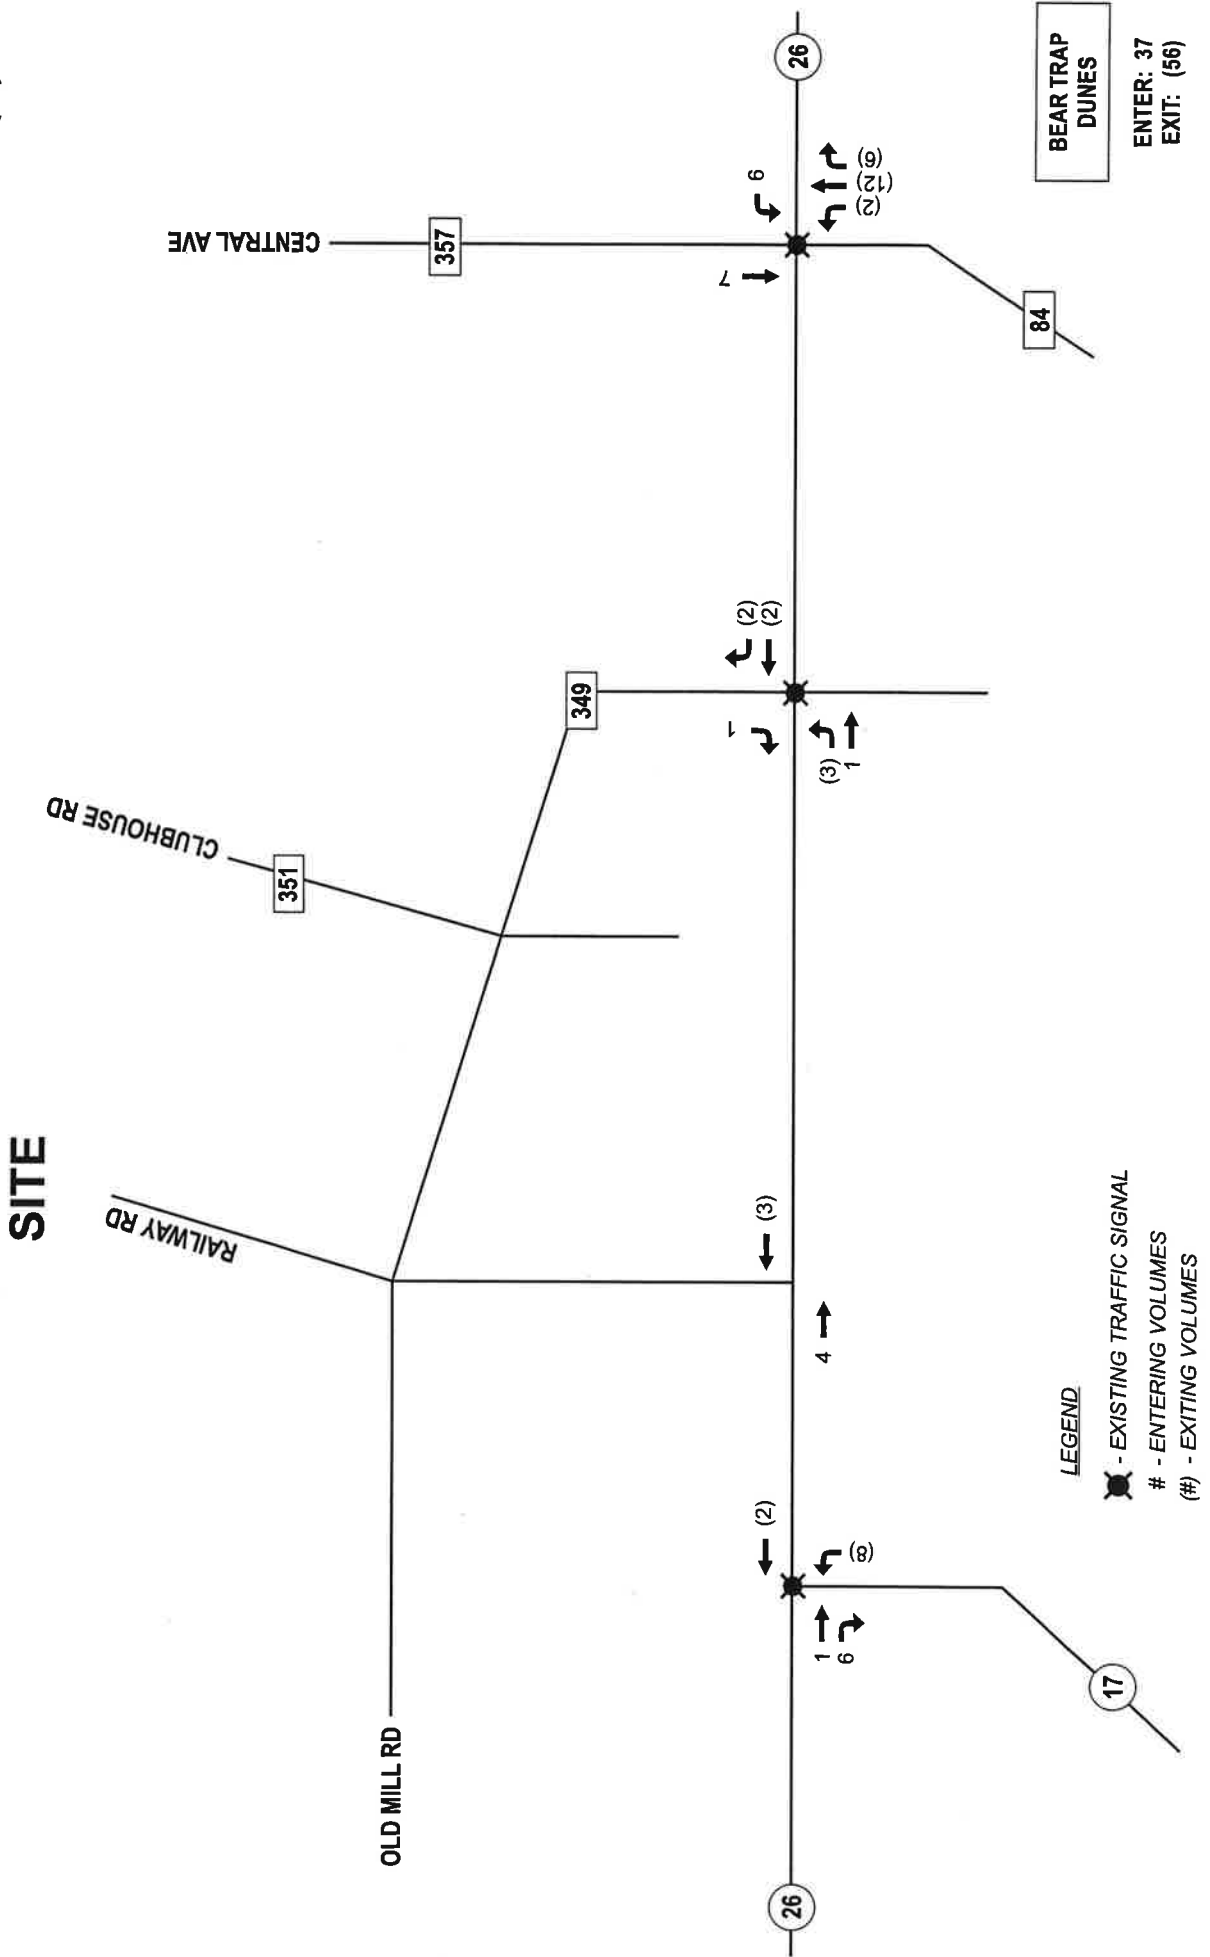 SITE
RAILWAY RD
CLUBHOUSE RD
351
CENTRAL AVE
357
349
OLD MILL RD
7
1
(2)
(2)
(2)
(3)
26
26
1
6
(8)
4
(3)
1
(2)
(12)
(6)
17
84
LEGEND
- EXISTING TRAFFIC SIGNAL
# - ENTERING VOLUMES
(#) - EXITING VOLUMES
BEAR TRAP
DUNES
ENTER: 37
EXIT: (56)